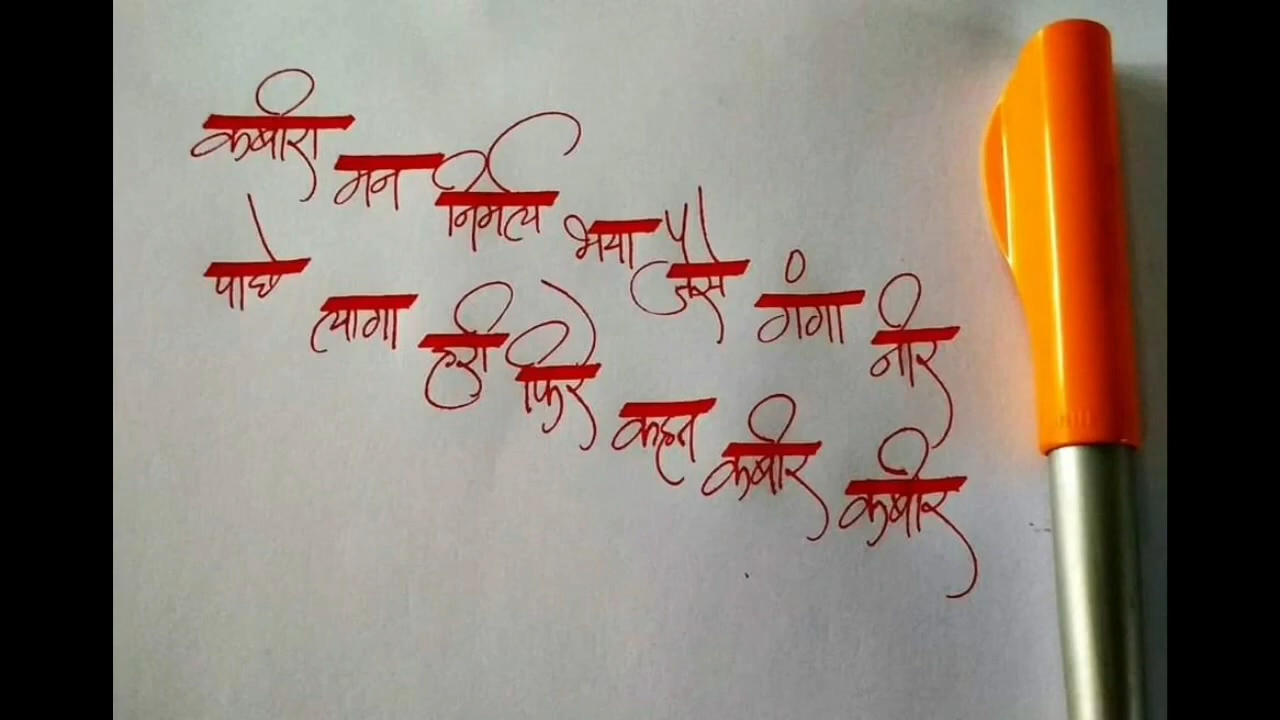 कबीरा मन निर्मल भया जैसे गंगा नीर
पाछे त्यागा हरी फिरे कहत कबीर कबीर